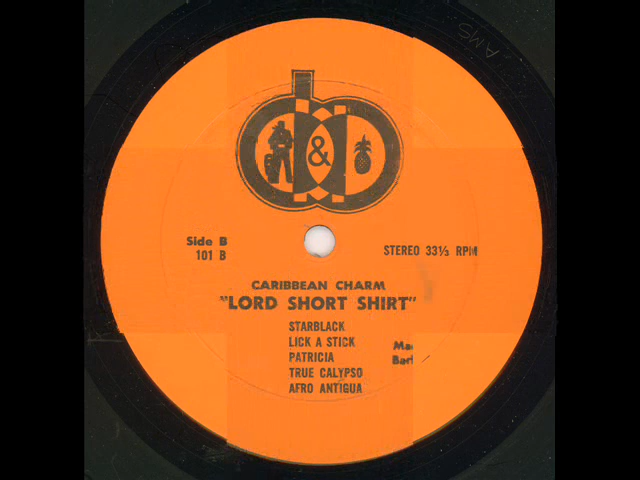 AMS
&
Side B
101 B
STEREO 33⅓ RPM
CARIBBEAN CHARM
"LORD SHORT SHIRT"
STARBLACK
LICK A STICK
PATRICIA
TRUE CALYPSO
AFRO ANTIGUA